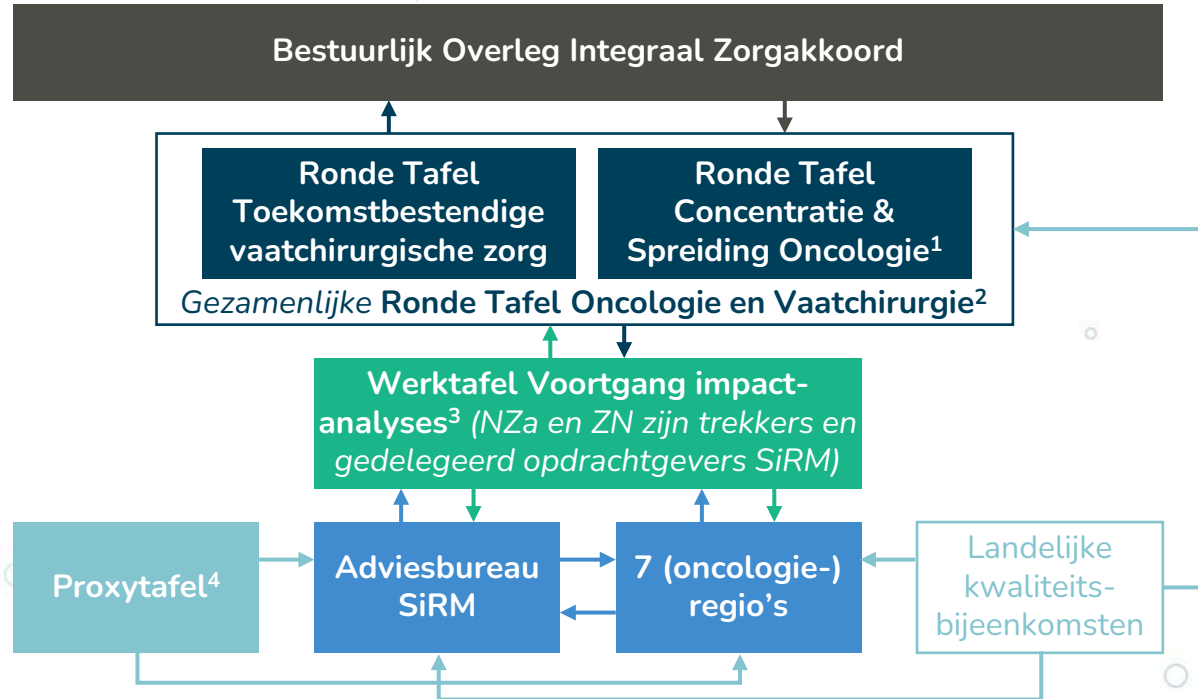 Bestuurlijk Overleg Integraal Zorgakkoord
Ronde Tafel
Toekomstbestendige
vaatchirurgische zorg
Ronde Tafel
Concentratie &
Spreiding Oncologie¹
Gezamenlijke Ronde Tafel Oncologie en Vaatchirurgie²
Werktafel Voortgang impact-
analyses³ (NZa en ZN zijn trekkers en
gedelegeerd opdrachtgevers SiRM)
Proxytafel⁴
Adviesbureau
SiRM
7 (oncologie-)
regio's
Landelijke
kwaliteits-
bijeenkomsten